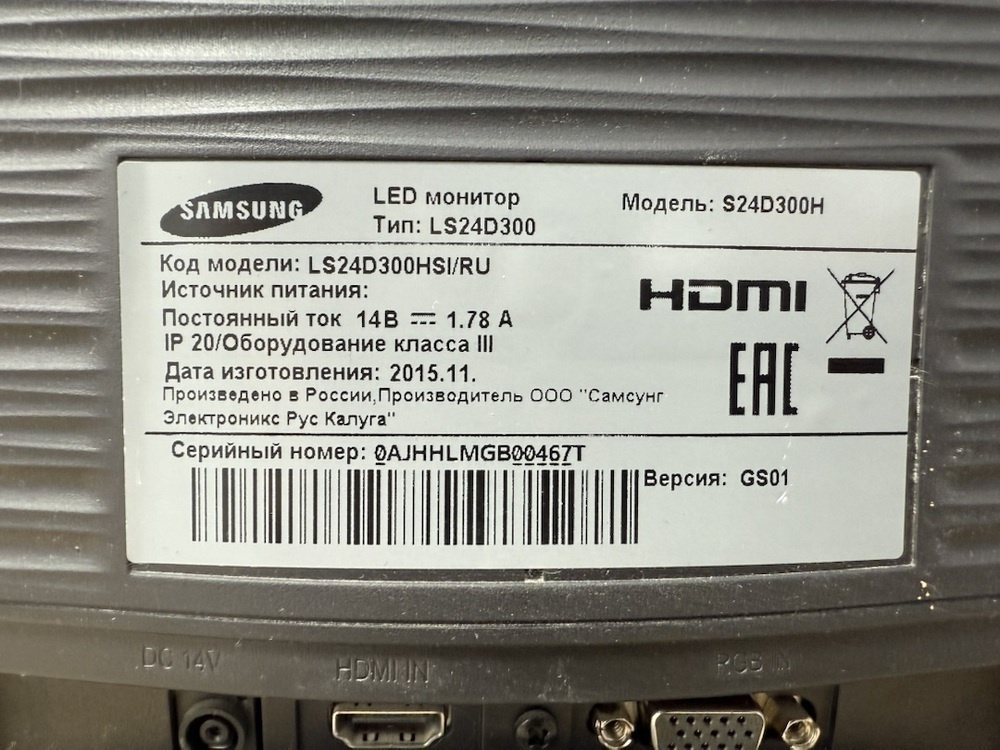 SAMSUNG
LED монитор
Тип: LS24D300
Модель: S24D300H
Код модели: LS24D300HSI/RU
Источник питания:
Постоянный ток 14В ⎓ 1.78 А
IP 20/Оборудование класса III
Дата изготовления: 2015.11.
Произведено в России,Производитель ООО "Самсунг
Электроникс Рус Калуга"
HDMI
EAC
Серийный номер: 0AJHHLMGB00467T
Версия: GS01
DC 14V
HDMI IN
RGB IN